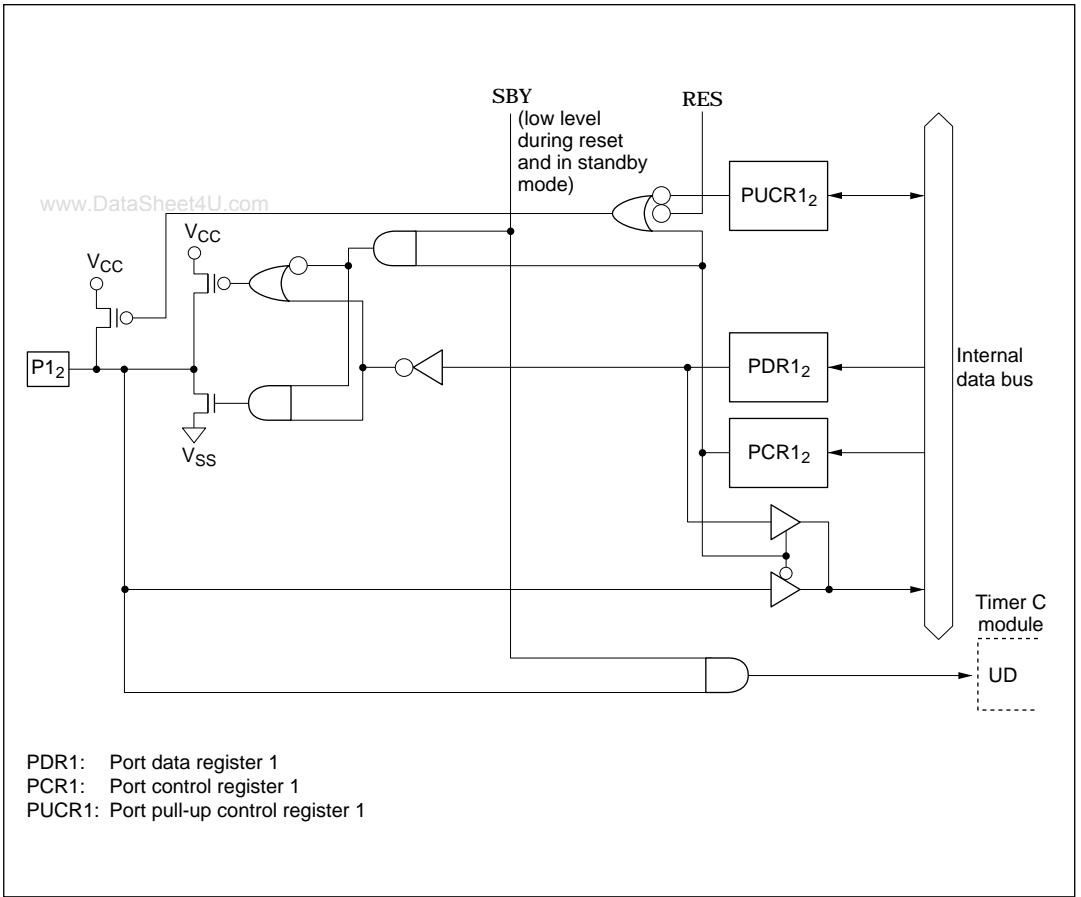 SBY
(low level
during reset
and in standby
mode)
RES
PUCR1₂
www.DataSheet4U.com
VCC
VCC
P1₂
VSS
PDR1₂
PCR1₂
Internal
data bus
Timer C
module
UD
PDR1: Port data register 1
PCR1: Port control register 1
PUCR1: Port pull-up control register 1